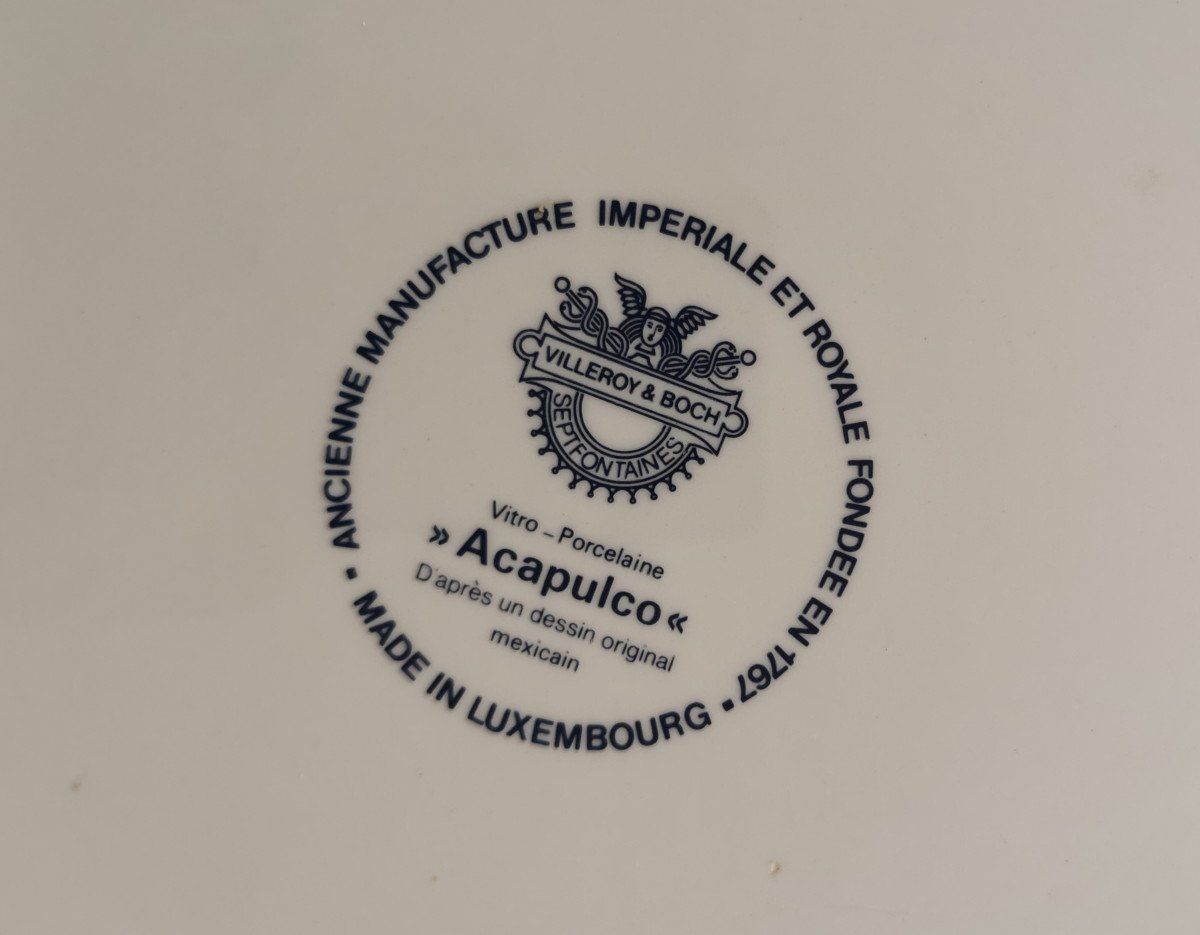 ANCIENNE MANUFACTURE IMPERIALE ET ROYALE FONDEE EN 1767
VILLEROY & BOCH
SEPTFONTAINES
Vitro - Porcelaine
»Acapulco«
D'après un dessin original
mexicain
MADE IN LUXEMBOURG